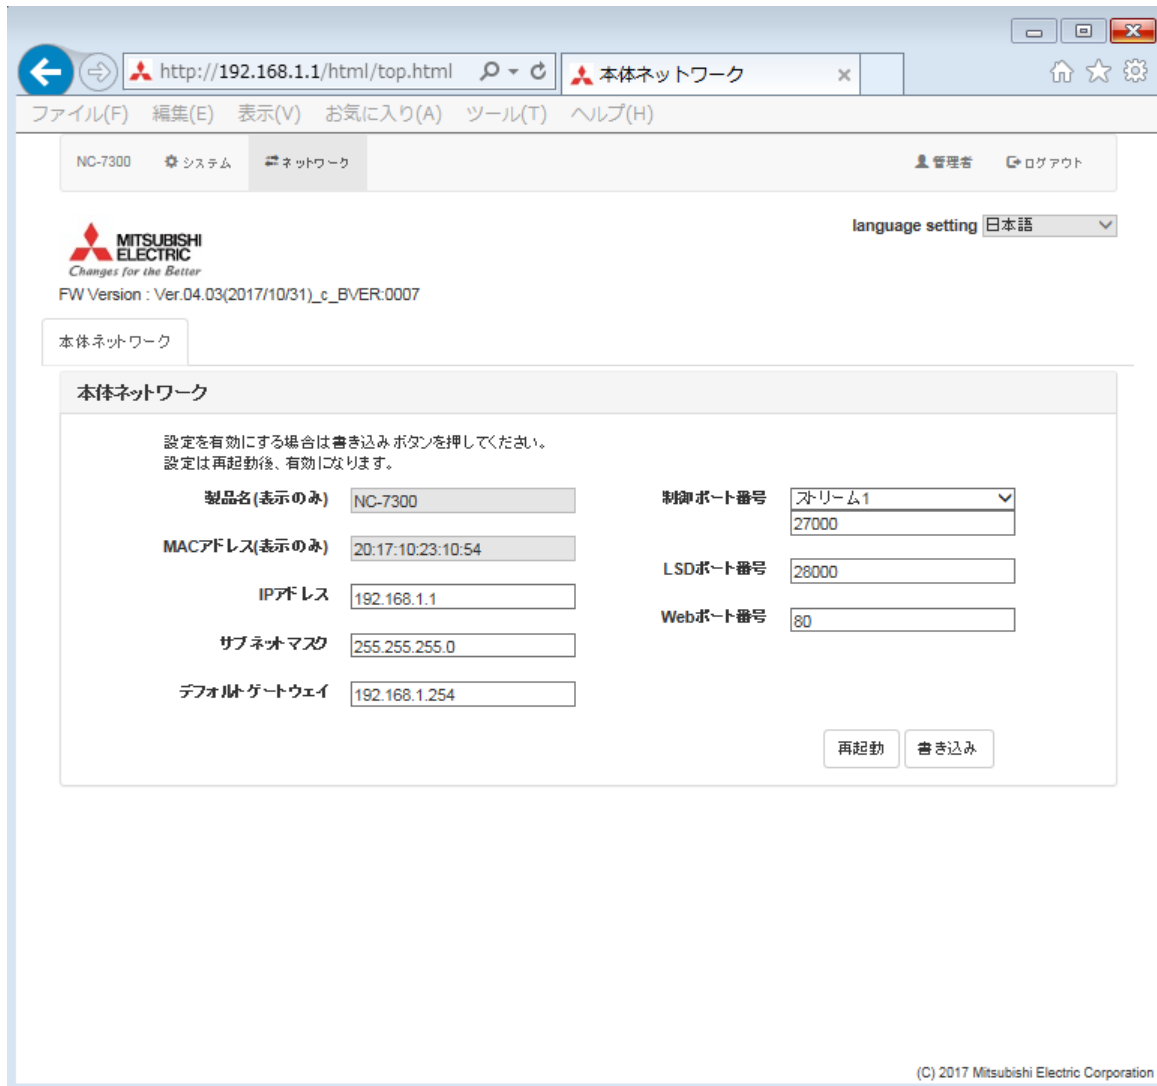 http://192.168.1.1/html/top.html
本体ネットワーク
ファイル(F) 編集(E) 表示(V) お気に入り(A) ツール(T) ヘルプ(H)
NC-7300 システム ネットワーク 管理者 ログアウト
language setting 日本語
MITSUBISHI
ELECTRIC
Changes for the Better
FW Version : Ver.04.03(2017/10/31)_c_BVER:0007
本体ネットワーク
本体ネットワーク
設定を有効にする場合は書き込みボタンを押してください。
設定は再起動後、有効になります。
製品名(表示のみ) NC-7300
MACアドレス(表示のみ) 20:17:10:23:10:54
IPアドレス 192.168.1.1
サブネットマスク 255.255.255.0
デフォルトゲートウェイ 192.168.1.254
制御ポート番号 ストリーム1
27000
LSDポート番号 28000
Webポート番号 80
再起動 書き込み
(C) 2017 Mitsubishi Electric Corporation